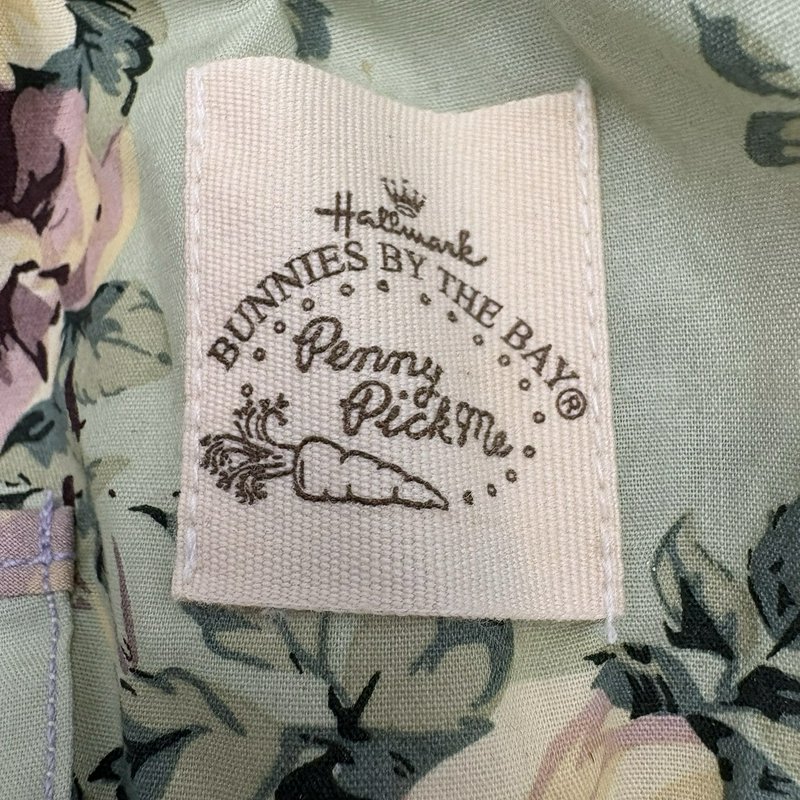 Hallmark
BUNNIES BY THE BAY®
Penny
Pick Me